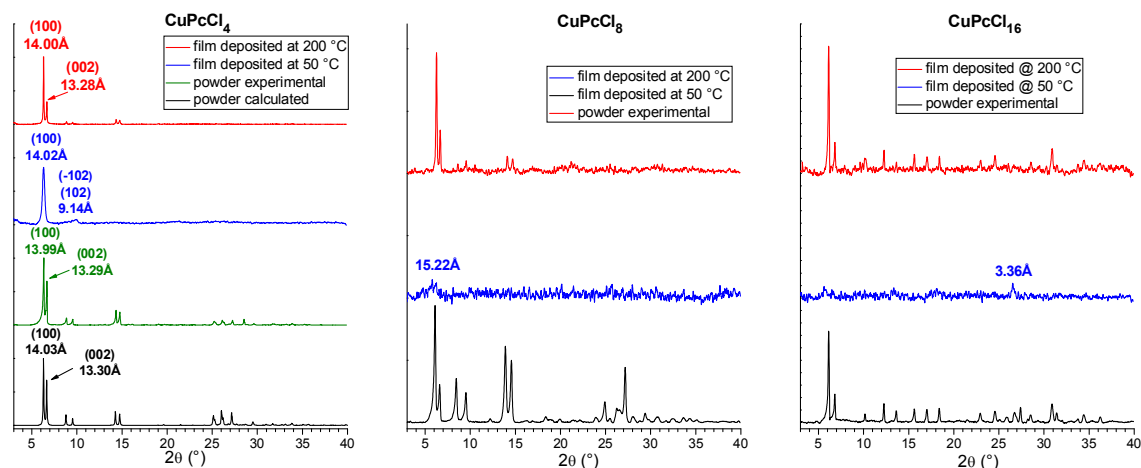 CuPcCl4
(100)
14.00Å
(002)
13.28Å
film deposited at 200 °C
film deposited at 50 °C
powder experimental
powder calculated
(100)
14.02Å
(-102)
(102)
9.14Å
(100)
13.99Å
(002)
13.29Å
(100)
14.03Å
(002)
13.30Å
5 10 15 20 25 30 35 40
2θ (°)
CuPcCl8
film deposited at 200 °C
film deposited at 50 °C
powder experimental
15.22Å
5 10 15 20 25 30 35 40
2θ (°)
CuPcCl16
film deposited @ 200 °C
film deposited @ 50 °C
powder experimental
3.36Å
5 10 15 20 25 30 35 40
2θ (°)